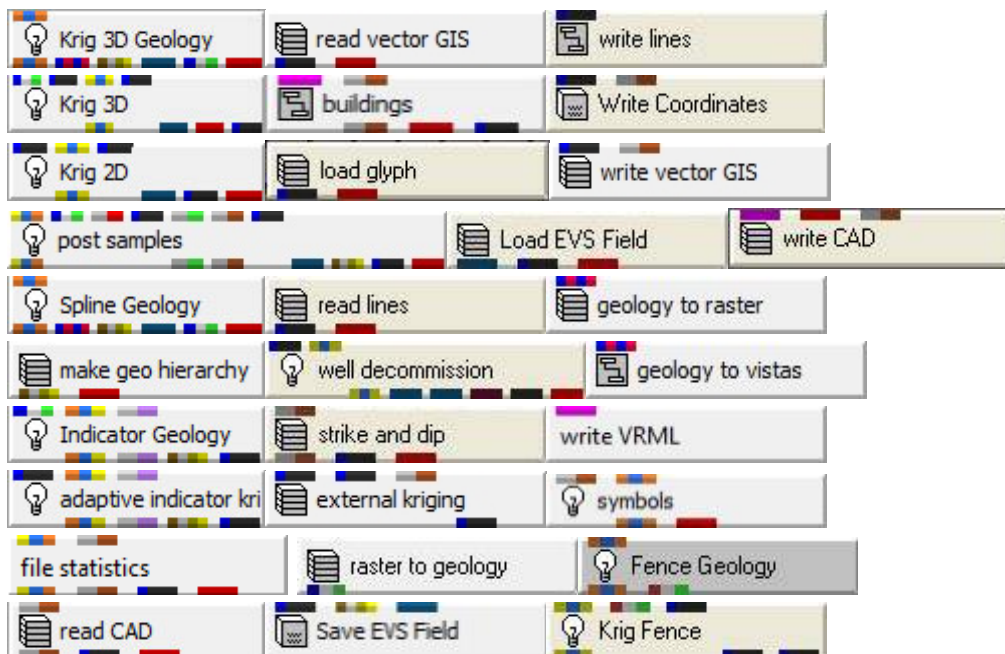 Krig 3D Geology read vector GIS write lines
Krig 3D buildings Write Coordinates
Krig 2D load glyph write vector GIS
post samples Load EVS Field write CAD
Spline Geology read lines geology to raster
make geo hierarchy well decommission geology to vistas
Indicator Geology strike and dip write VRML
adaptive indicator kri external kriging symbols
file statistics raster to geology Fence Geology
read CAD Save EVS Field Krig Fence